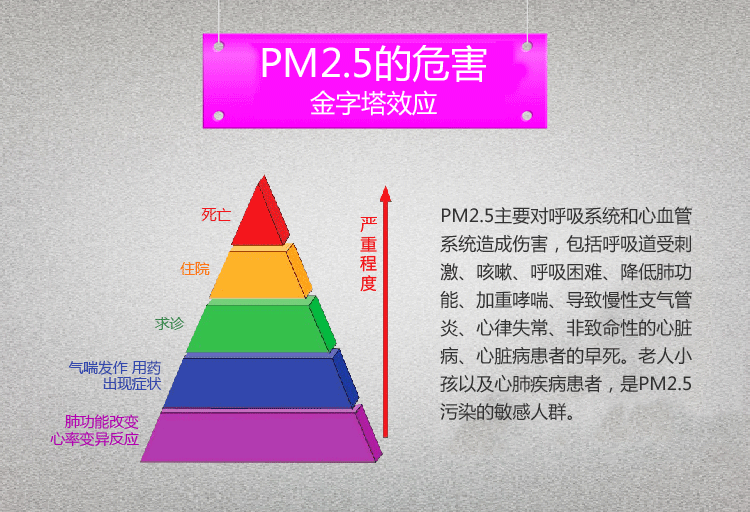 PM2.5的危害
金字塔效应
死亡
住院
求诊
气喘发作 用药
出现症状
肺功能改变
心率变异反应
严重程度
PM2.5主要对呼吸系统和心血管
系统造成伤害，包括呼吸道受刺
激、咳嗽、呼吸困难、降低肺功
能、加重哮喘、导致慢性支气管
炎、心律失常、非致命性的心脏
病、心脏病患者的早死。老人小
孩以及心肺疾病患者，是PM2.5
污染的敏感人群。